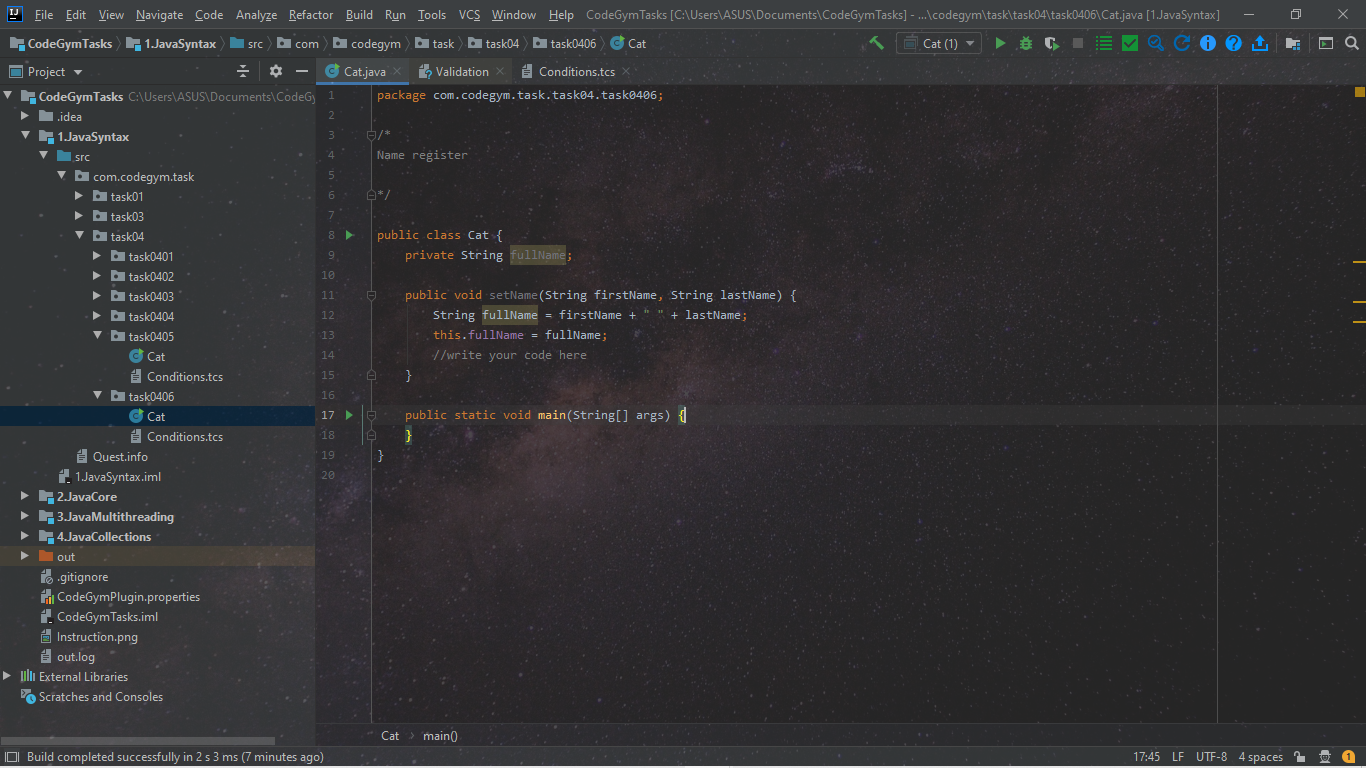 File Edit View Navigate Code Analyze Refactor Build Run Tools VCS Window Help CodeGymTasks [C:\Users\ASUS\Documents\CodeGymTasks] - ...\codegym\task\task04\task0406\Cat.java [1.JavaSyntax]
CodeGymTasks 1.JavaSyntax src com codegym task task04 task0406 Cat Cat (1)
Project Cat.java Validation Conditions.tcs
CodeGymTasks C:\Users\ASUS\Documents\CodeGy
.idea
1.JavaSyntax
src
com.codegym.task
task01
task03
task04
task0401
task0402
task0403
task0404
task0405
Cat
Conditions.tcs
task0406
Cat
Conditions.tcs
Quest.info
1.JavaSyntax.iml
2.JavaCore
3.JavaMultithreading
4.JavaCollections
out
.gitignore
CodeGymPlugin.properties
CodeGymTasks.iml
Instruction.png
out.log
External Libraries
Scratches and Consoles
1 package com.codegym.task.task04.task0406;
2
3 /*
4 Name register
5
6 */
7
8 public class Cat {
9 private String fullName;
10
11 public void setName(String firstName, String lastName) {
12 String fullName = firstName + " " + lastName;
13 this.fullName = fullName;
14 //write your code here
15 }
16
17 public static void main(String[] args) {
18 }
19 }
20
Cat main()
Build completed successfully in 2 s 3 ms (7 minutes ago) 17:45 LF UTF-8 4 spaces 1